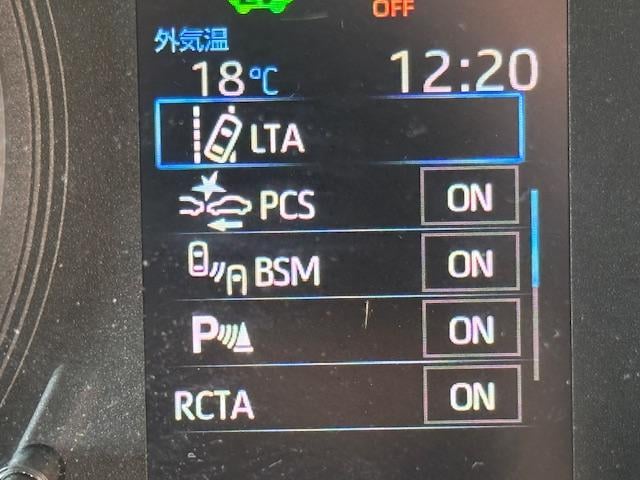 OFF
外気温
18℃ 12:20
LTA
PCS ON
BSM ON
P ON
RCTA ON